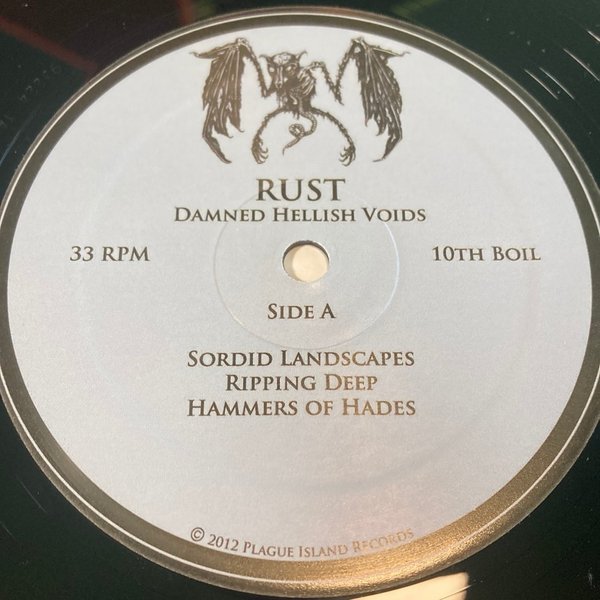 RUST
DAMNED HELLISH VOIDS
33 RPM
10TH BOIL
SIDE A
SORDID LANDSCAPES
RIPPING DEEP
HAMMERS OF HADES
© 2012 PLAGUE ISLAND RECORDS